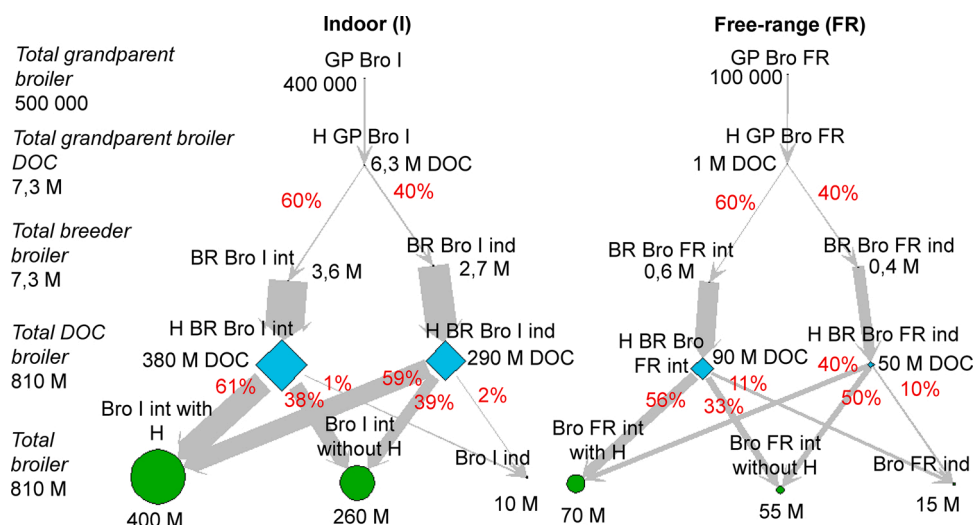 Indoor (I)
Free-range (FR)
Total grandparent
broiler
500 000
GP Bro I
400 000
GP Bro FR
100 000
Total grandparent broiler
DOC
7,3 M
H GP Bro I
6,3 M DOC
H GP Bro FR
1 M DOC
60%
40%
60%
40%
Total breeder
broiler
7,3 M
BR Bro I int
3,6 M
BR Bro I ind
2,7 M
BR Bro FR int
0,6 M
BR Bro FR ind
0,4 M
Total DOC
broiler
810 M
H BR Bro I int
380 M DOC
H BR Bro I ind
290 M DOC
H BR Bro
FR int
90 M DOC
H BR Bro FR ind
50 M DOC
61%
38%
1%
59%
39%
2%
56%
33%
11%
40%
50%
10%
Total
broiler
810 M
Bro I int with
H
400 M
Bro I int
without H
260 M
Bro I ind
10 M
Bro FR int
with H
70 M
Bro FR int
without H
55 M
Bro FR ind
15 M